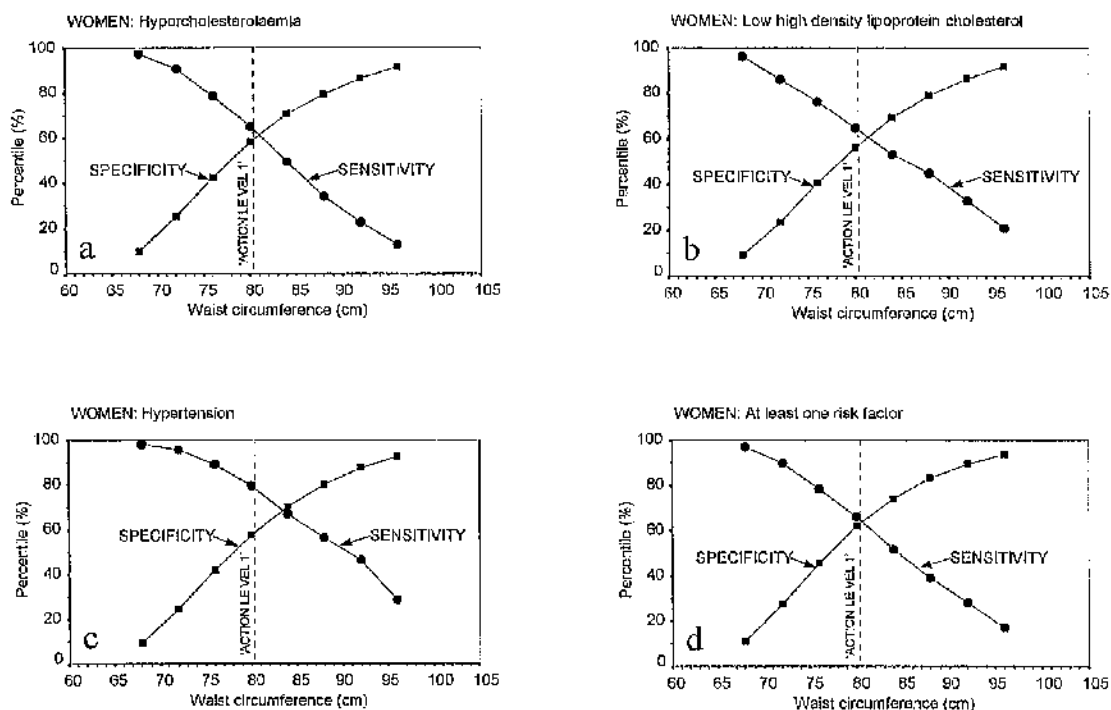 WOMEN: Hyporcholesterolaemia
100
80
60
40
20
0
Percentile (%)
SPECIFICITY
SENSITIVITY
'ACTION LEVEL 1'
a
60 65 70 75 80 85 90 95 100 105
Waist circumference (cm)
WOMEN: Low high density lipoprotein cholesterol
100
80
60
40
20
0
Percentile (%)
SPECIFICITY
SENSITIVITY
'ACTION LEVEL 1'
b
60 65 70 75 80 85 90 95 100 105
Waist circumference (cm)
WOMEN: Hypertension
100
80
60
40
20
0
Percentile (%)
SPECIFICITY
SENSITIVITY
'ACTION LEVEL 1'
c
60 65 70 75 80 85 90 95 100 105
Waist circumference (cm)
WOMEN: At least one risk factor
100
80
60
40
20
0
Percentile (%)
SPECIFICITY
SENSITIVITY
'ACTION LEVEL 1'
d
60 65 70 75 80 85 90 95 100 105
Waist circumference (cm)